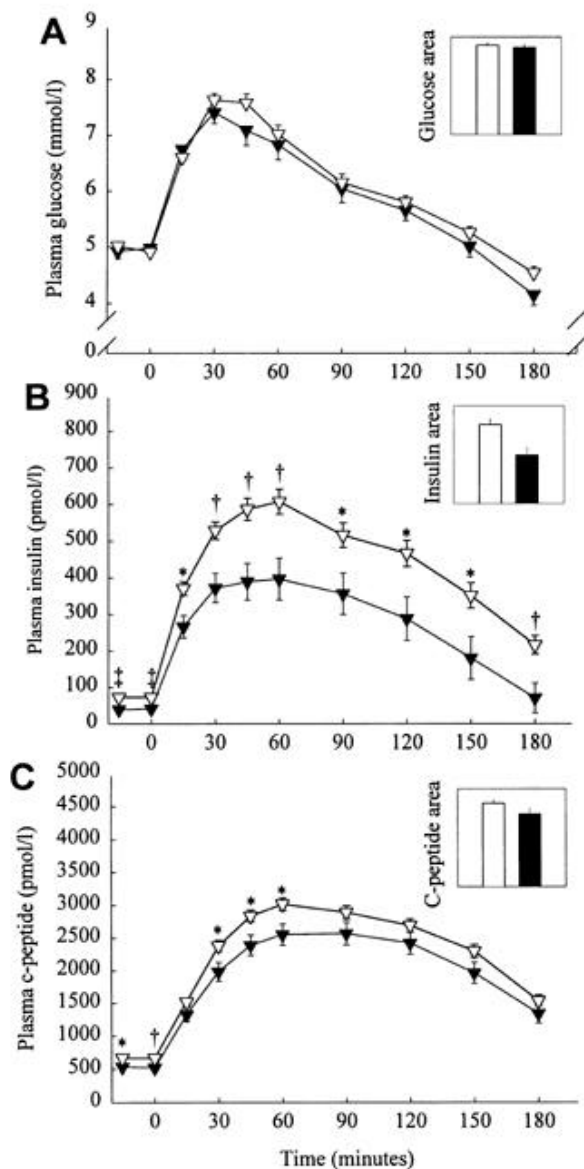 A
Plasma glucose (mmol/l)
9
8
7
6
5
4
0
0 30 60 90 120 150 180
Glucose area
B
Plasma insulin (pmol/l)
900
800
700
600
500
400
300
200
100
0
‡ ‡ * † † † * * * †
0 30 60 90 120 150 180
Insulin area
C
Plasma c-peptide (pmol/l)
5000
4500
4000
3500
3000
2500
2000
1500
1000
500
0
* † * * *
0 30 60 90 120 150 180
C-peptide area
Time (minutes)